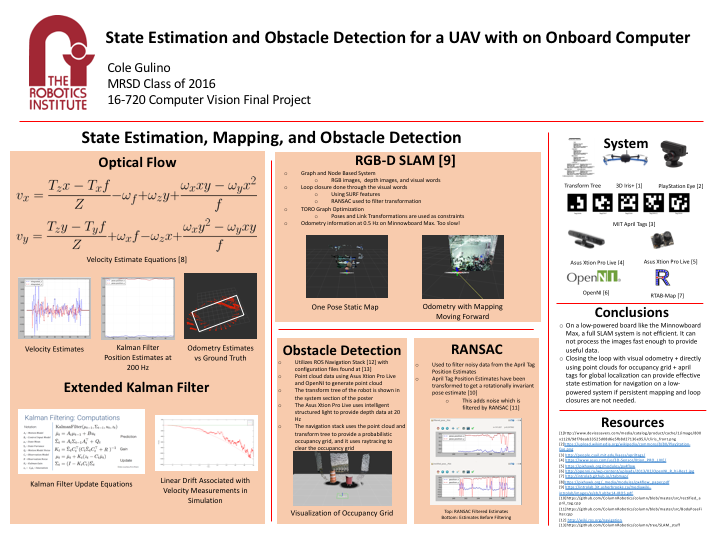 State Estimation and Obstacle Detection for a UAV with on Onboard Computer
THE
ROBOTICS
INSTITUTE
Cole Gulino
MRSD Class of 2016
16-720 Computer Vision Final Project
State Estimation, Mapping, and Obstacle Detection
Optical Flow
v_x = (T_z x − T_x f)/Z − ω_f + ω_z y + (ω_x xy − ω_y x²)/f
v_y = (T_z y − T_y f)/Z + ω_x f − ω_z x + (ω_x y² − ω_y xy)/f
Velocity Estimate Equations [8]
Velocity Estimates
Kalman Filter
Position Estimates at
200 Hz
Odometry Estimates
vs Ground Truth
Extended Kalman Filter
Kalman Filtering: Computations
Kalman Filter Update Equations
Linear Drift Associated with
Velocity Measurements in
Simulation
RGB-D SLAM [9]
o Graph and Node Based System
o RGB images, depth images, and visual words
o Loop closure done through the visual words
o Using SURF features
o RANSAC used to filter transformation
o TORO Graph Optimization
o Poses and Link Transformations are used as constraints
o Odometry Information at 0.5 Hz on Minnowboard Max. Too slow!
One Pose Static Map
Odometry with Mapping
Moving Forward
Obstacle Detection
o Utilizes ROS Navigation Stack [12] with
configuration files found at [13]
o Point cloud data using Asus Xtion Pro Live
and OpenNI to generate point cloud
o The transform tree of the robot is shown in
the system section of the poster
o The Asus Xtion Pro Live uses intelligent
structured light to provide depth data at 20
Hz
o The navigation stack uses the point cloud and
transform tree to provide a probabilistic
occupancy grid, and it uses raytracing to
clear the occupancy grid
Visualization of Occupancy Grid
RANSAC
o Used to filter noisy data from the April Tag
Position Estimates
o April Tag Position Estimates have been
transformed to get a rotationally invariant
pose estimate [10]
o This adds noise which is
filtered by RANSAC [11]
Top: RANSAC Filtered Estimates
Bottom: Estimates Before Filtering
System
Transform Tree
3D Iris+ [1]
PlayStation Eye [2]
MIT April Tags [3]
Asus Xtion Pro Live [4]
Asus Xtion Pro Live [5]
OpenNI
OpenNI [6]
R
RTAB-Map [7]
Conclusions
o On a low-powered board like the Minnowboard
Max, a full SLAM system is not efficient. It can
not process the images fast enough to provide
useful data.
o Closing the loop with visual odometry + directly
using point clouds for occupancy grid + april
tags for global localization can provide effective
state estimation for navigation on a low-
powered system if persistent mapping and loop
closures are not needed.
Resources